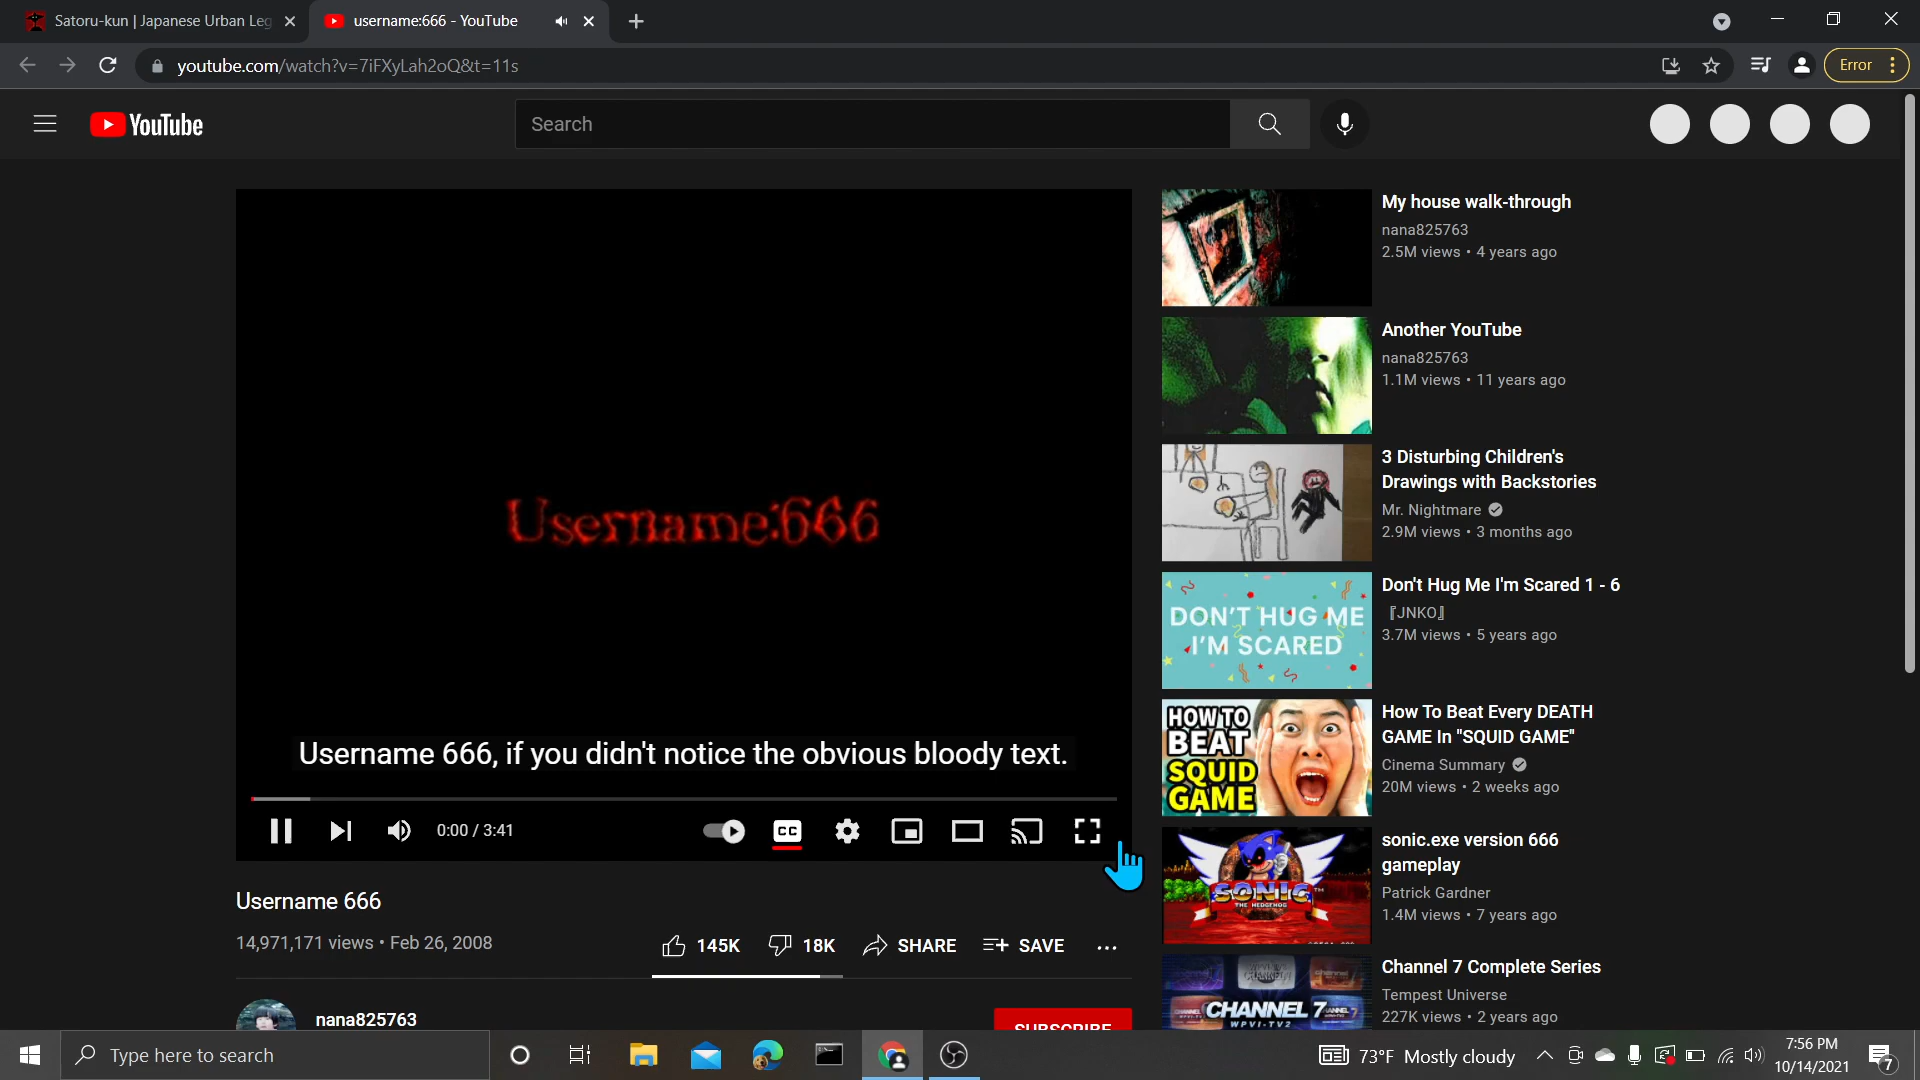 Satoru-kun | Japanese Urban Leg
username:666 - YouTube
youtube.com/watch?v=7iFXyLah2oQ&t=11s
Error
YouTube
Search
Username:666
Username 666, if you didn't notice the obvious bloody text.
0:00 / 3:41
CC
Username 666
14,971,171 views • Feb 26, 2008
145K
18K
SHARE
SAVE
nana825763
SUBSCRIBE
My house walk-through
nana825763
2.5M views • 4 years ago
Another YouTube
nana825763
1.1M views • 11 years ago
3 Disturbing Children's
Drawings with Backstories
Mr. Nightmare
2.9M views • 3 months ago
DON'T HUG ME
I'M SCARED
Don't Hug Me I'm Scared 1 - 6
『JNKO』
3.7M views • 5 years ago
HOW TO
BEAT
SQUID
GAME
How To Beat Every DEATH
GAME In "SQUID GAME"
Cinema Summary
20M views • 2 weeks ago
SONIC
THE HEDGEHOG
TM
sonic.exe version 666
gameplay
Patrick Gardner
1.4M views • 7 years ago
CHANNEL 7
WPVI-TV2
Channel 7 Complete Series
Tempest Universe
227K views • 2 years ago
Type here to search
73°F Mostly cloudy
7:56 PM
10/14/2021
7